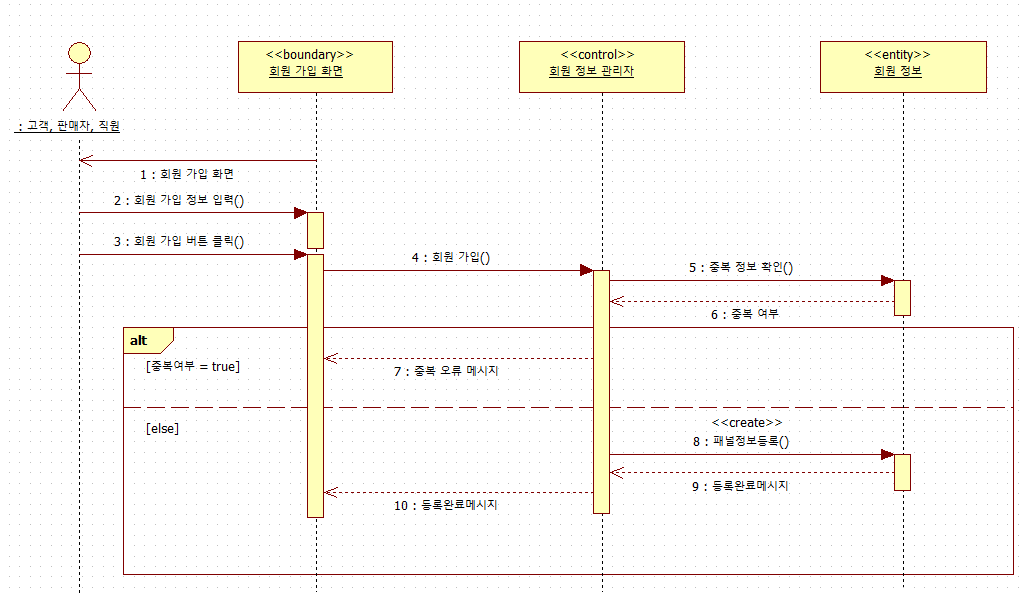 <<boundary>>
회원 가입 화면
<<control>>
회원 정보 관리자
<<entity>>
회원 정보
: 고객, 판매자, 직원
1 : 회원 가입 화면
2 : 회원 가입 정보 입력()
3 : 회원 가입 버튼 클릭()
4 : 회원 가입()
5 : 중복 정보 확인()
6 : 중복 여부
alt
[중복여부 = true]
7 : 중복 오류 메시지
[else]
<<create>>
8 : 패널정보등록()
9 : 등록완료메시지
10 : 등록완료메시지